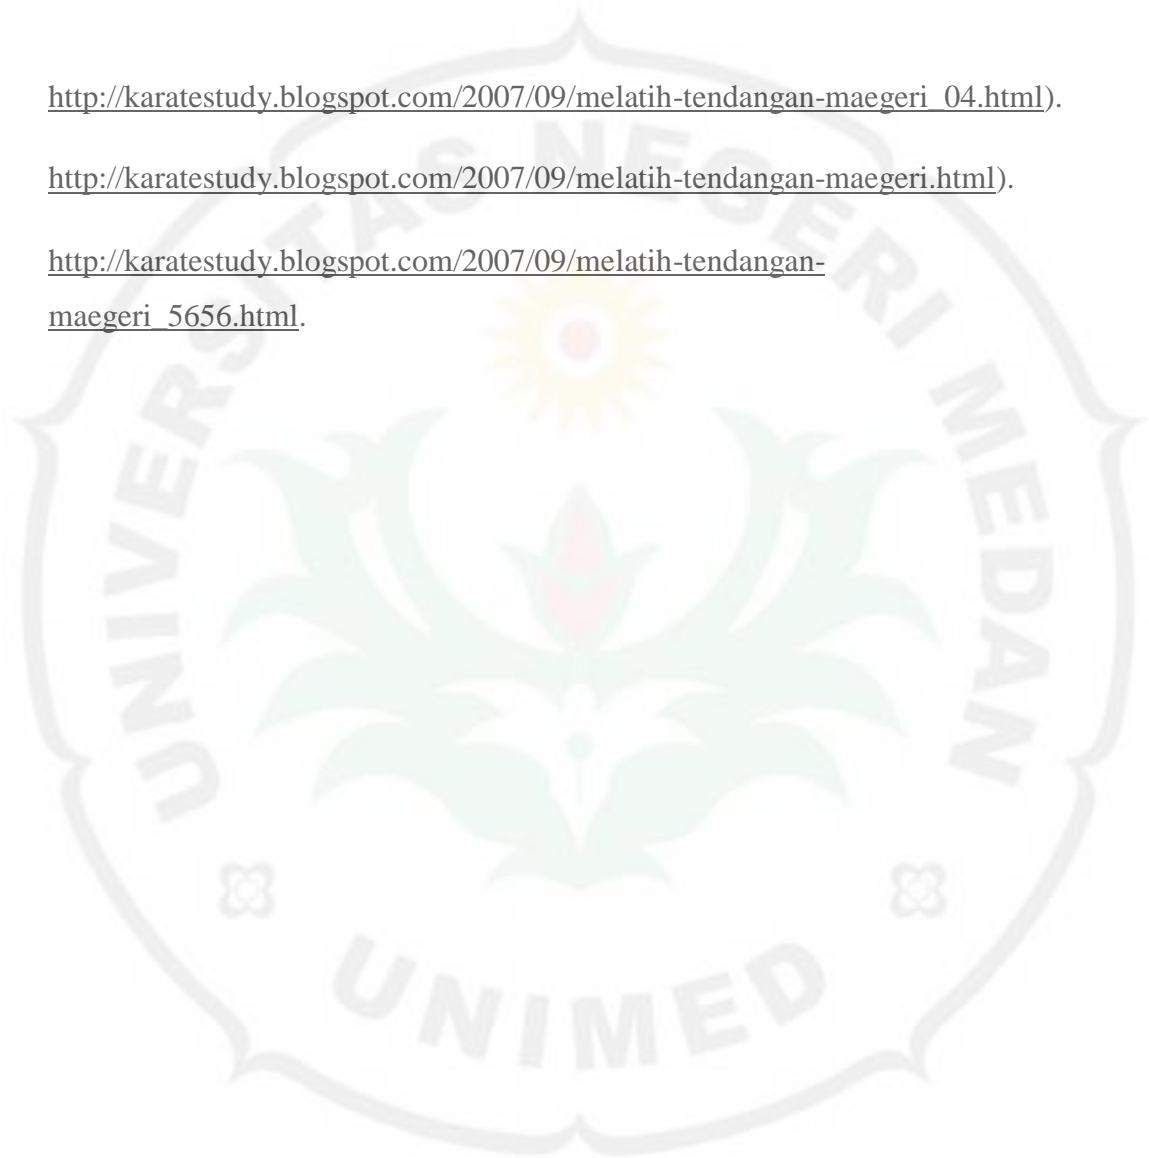 http://karatestudy.blogspot.com/2007/09/melatih-tendangan-maegeri_04.html).
http://karatestudy.blogspot.com/2007/09/melatih-tendangan-maegeri.html).
http://karatestudy.blogspot.com/2007/09/melatih-tendangan-
maegeri_5656.html.
UNIVERSITAS NEGERI MEDAN
UNIMED